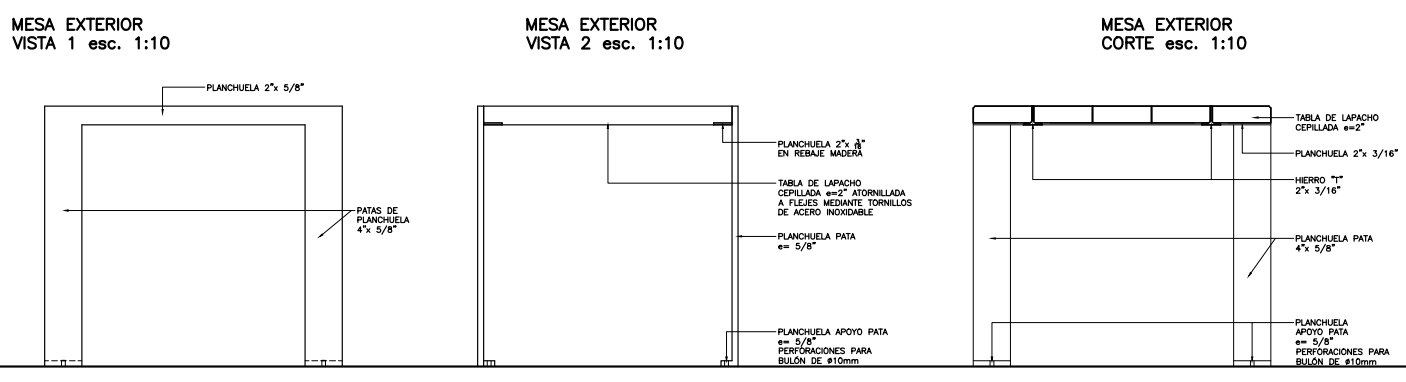 MESA EXTERIOR
VISTA 1 esc. 1:10
PLANCHUELA 2"x 5/8"
PATAS DE
PLANCHUELA
4"x 5/8"
MESA EXTERIOR
VISTA 2 esc. 1:10
PLANCHUELA 2"x 3/16"
EN REBAJE MADERA
TABLA DE LAPACHO
CEPILLADA e=2" ATORNILLADA
A FLEJES MEDIANTE TORNILLOS
DE ACERO INOXIDABLE
PLANCHUELA PATA
e= 5/8"
PLANCHUELA APOYO PATA
e= 5/8"
PERFORACIONES PARA
BULÓN DE ø10mm
MESA EXTERIOR
CORTE esc. 1:10
TABLA DE LAPACHO
CEPILLADA e=2"
PLANCHUELA 2"x 3/16"
HIERRO "T"
2"x 3/16"
PLANCHUELA PATA
4"x 5/8"
PLANCHUELA
APOYO PATA
e= 5/8"
PERFORACIONES PARA
BULÓN DE ø10mm